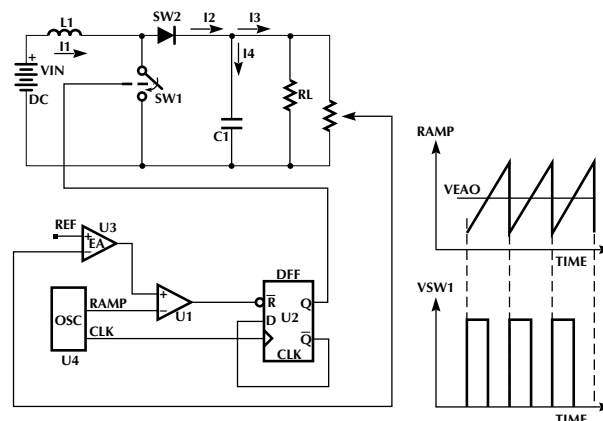 SW2
L1
I1
I2
I3
I4
+
VIN
DC
SW1
C1
RL
REF
U3
+
EA
−
+
−
U1
OSC
RAMP
CLK
U4
DFF
R̅
Q
D
U2
Q̅
CLK
RAMP
VEAO
TIME
VSW1
TIME